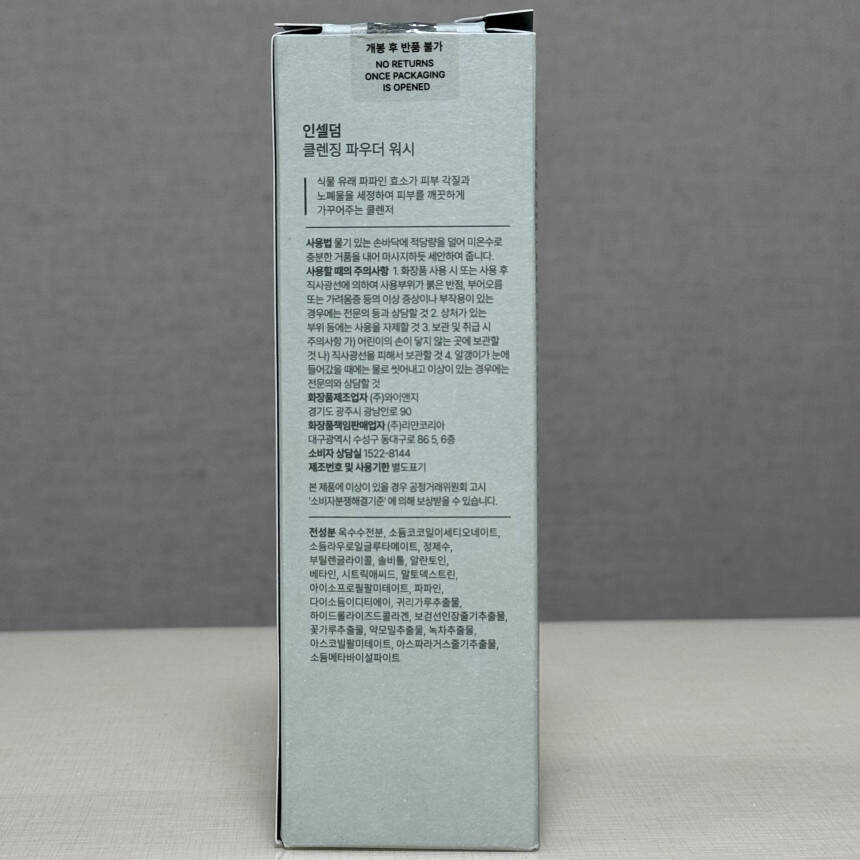 개봉 후 반품 불가
NO RETURNS
ONCE PACKAGING
IS OPENED
인셀덤
클렌징 파우더 워시
식물 유래 파파인 효소가 피부 각질과
노폐물을 세정하여 피부를 깨끗하게
가꾸어주는 클렌저
사용법 물기 있는 손바닥에 적당량을 덜어 미온수로
충분한 거품을 내어 마사지하듯 세안하여 줍니다.
사용할 때의 주의사항 1. 화장품 사용 시 또는 사용 후
직사광선에 의하여 사용부위가 붉은 반점, 부어오름
또는 가려움증 등의 이상 증상이나 부작용이 있는
경우에는 전문의 등과 상담할 것 2. 상처가 있는
부위 등에는 사용을 자제할 것 3. 보관 및 취급 시
주의사항 가) 어린이의 손이 닿지 않는 곳에 보관할
것 나) 직사광선을 피해서 보관할 것 4. 알갱이가 눈에
들어갔을 때에는 물로 씻어내고 이상이 있는 경우에는
전문의와 상담할 것
화장품제조업자 (주)와이앤지
경기도 광주시 광남안로 90
화장품책임판매업자 (주)리만코리아
대구광역시 수성구 동대구로 86 5, 6층
소비자 상담실 1522-8144
제조번호 및 사용기한 별도표기
본 제품에 이상이 있을 경우 공정거래위원회 고시
'소비자분쟁해결기준' 에 의해 보상받을 수 있습니다.
전성분 옥수수전분, 소듐코코일이세티오네이트,
소듐라우로일글루타메이트, 정제수,
부틸렌글라이콜, 솔비톨, 알란토인,
베타인, 시트릭애씨드, 말토덱스트린,
아이소프로필팔미테이트, 파파인,
다이소듐이디티에이, 귀리가루추출물,
하이드롤라이즈드콜라겐, 보검선인장줄기추출물,
꽃가루추출물, 약모밀추출물, 녹차추출물,
아스코빌팔미테이트, 아스파라거스줄기추출물,
소듐메타바이설파이트